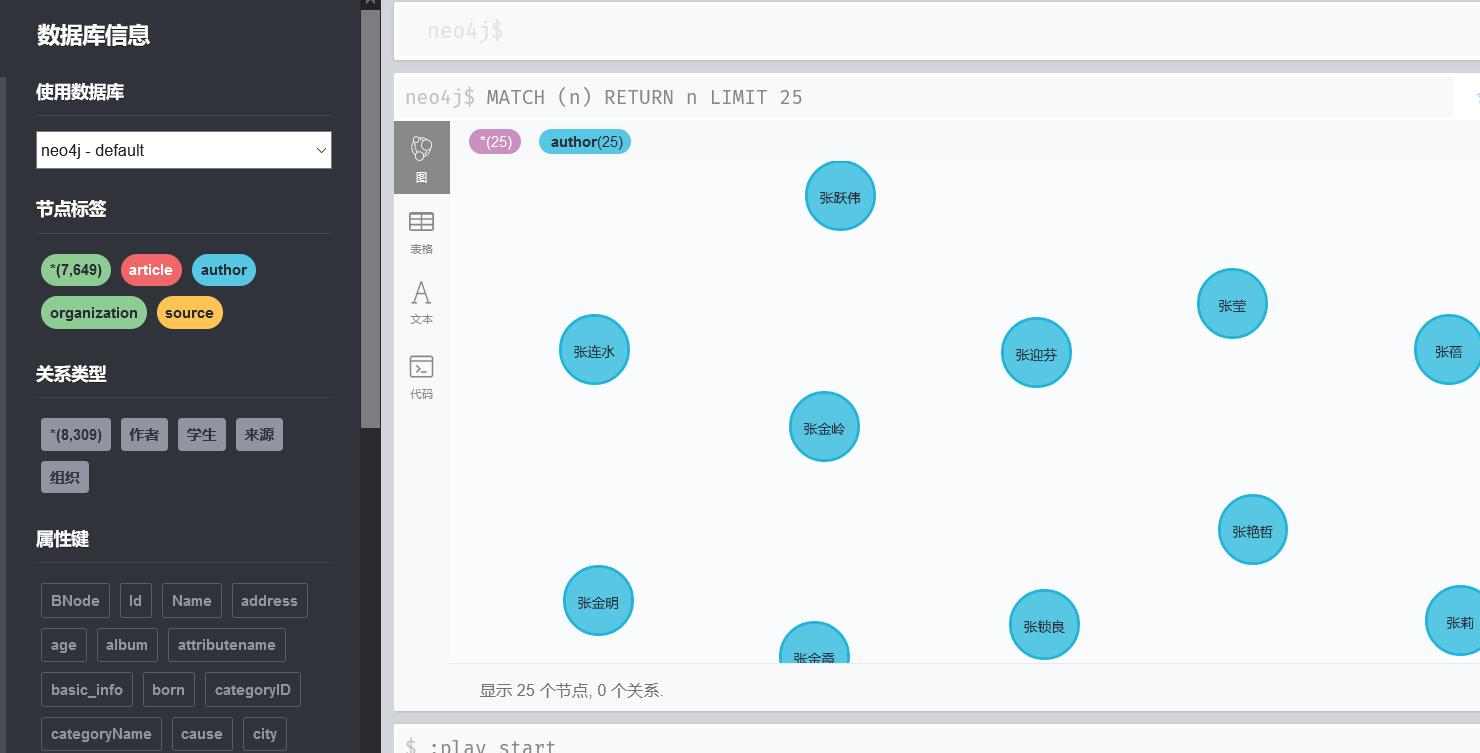 数据库信息
使用数据库
neo4j - default
节点标签
*(7,649) article author
organization source
关系类型
*(8,309) 作者 学生 来源
组织
属性键
BNode Id Name address
age album attributename
basic_info born categoryID
categoryName cause city
neo4j$
neo4j$ MATCH (n) RETURN n LIMIT 25
图
表格
文本
代码
*(25) author(25)
张跃伟
张莹
张连水
张迎芬
张蓓
张金岭
张艳哲
张金明
张锁良
张莉
张金霞
显示 25 个节点, 0 个关系.
$ :play start